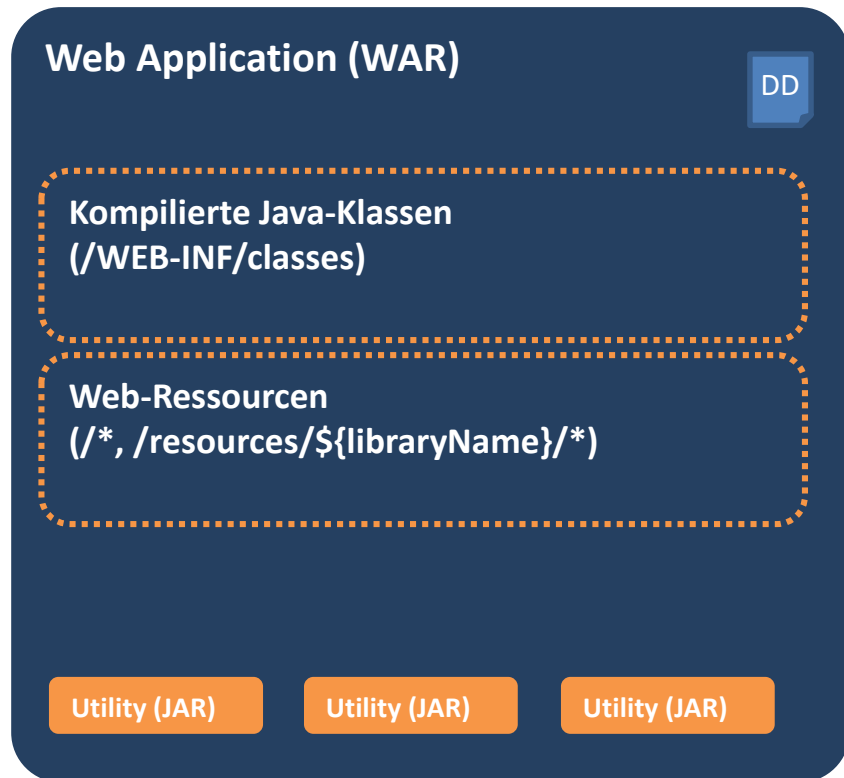 Web Application (WAR)
DD
Kompilierte Java-Klassen
(/WEB-INF/classes)
Web-Ressourcen
(/*, /resources/${libraryName}/*)
Utility (JAR)
Utility (JAR)
Utility (JAR)